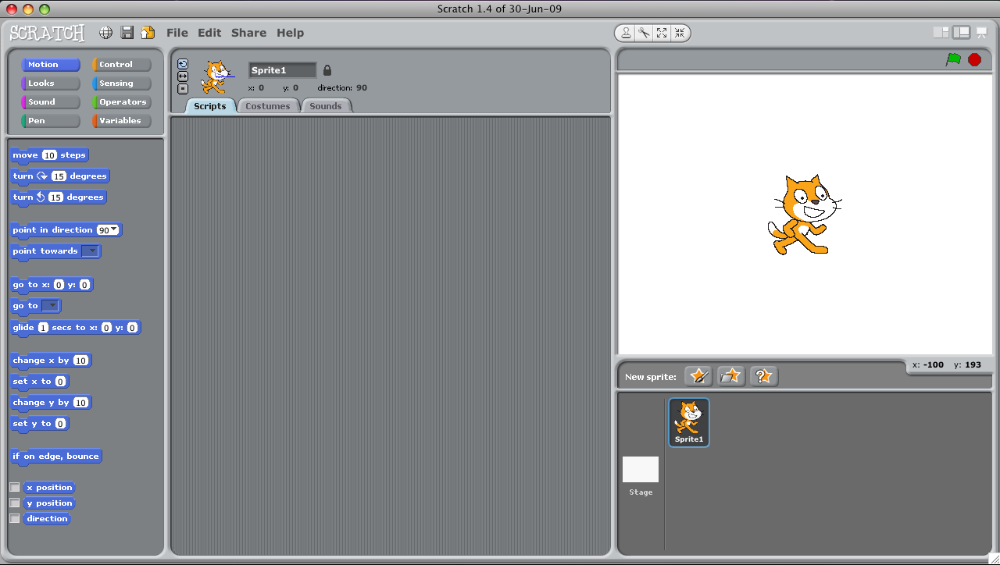 Scratch 1.4 of 30-Jun-09
SCRATCH File Edit Share Help
Motion Control
Looks Sensing
Sound Operators
Pen Variables
move 10 steps
turn 15 degrees
turn 15 degrees
point in direction 90
point towards
go to x: 0 y: 0
go to
glide 1 secs to x: 0 y: 0
change x by 10
set x to 0
change y by 10
set y to 0
if on edge, bounce
x position
y position
direction
Sprite1
x: 0 y: 0 direction: 90
Scripts Costumes Sounds
x: -100 y: 193
New sprite:
Sprite1
Stage